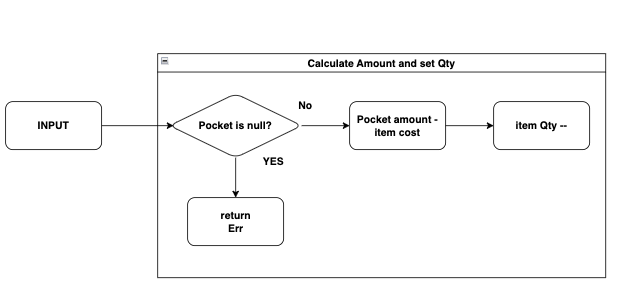 Calculate Amount and set Qty
INPUT
Pocket is null?
No
Pocket amount -
item cost
item Qty --
YES
return
Err